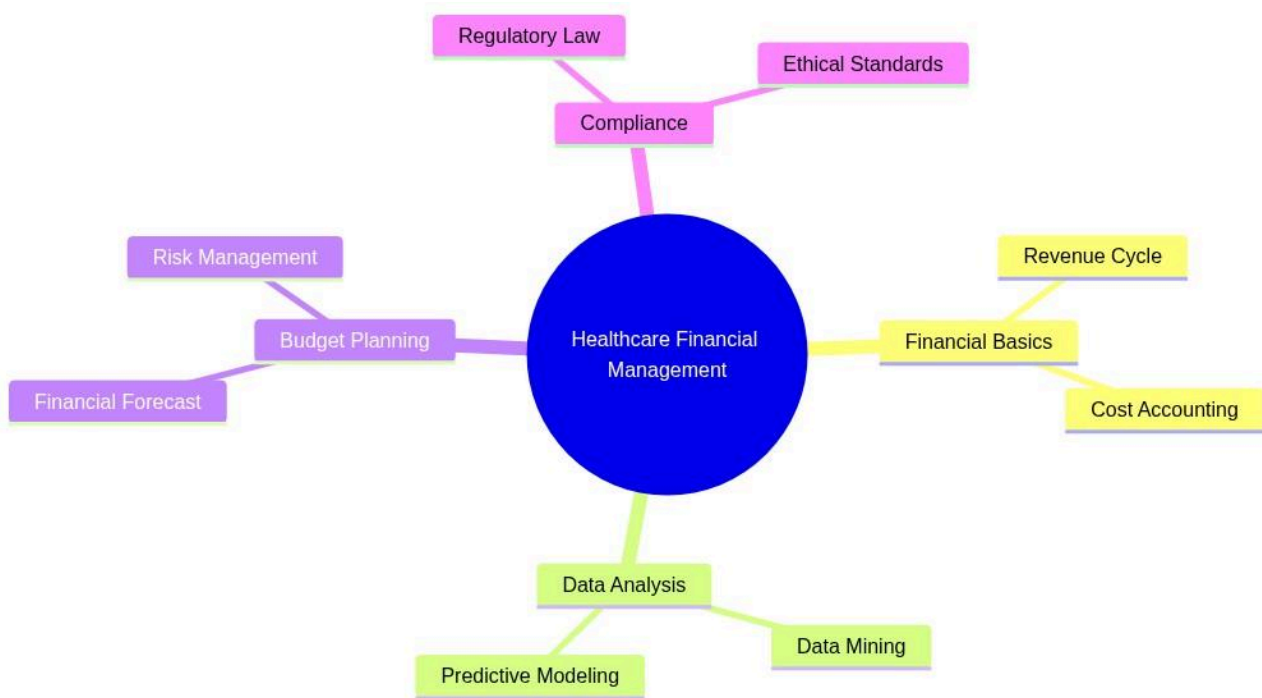 Regulatory Law
Ethical Standards
Compliance
Risk Management
Revenue Cycle
Budget Planning
Healthcare Financial
Management
Financial Basics
Financial Forecast
Cost Accounting
Data Analysis
Data Mining
Predictive Modeling